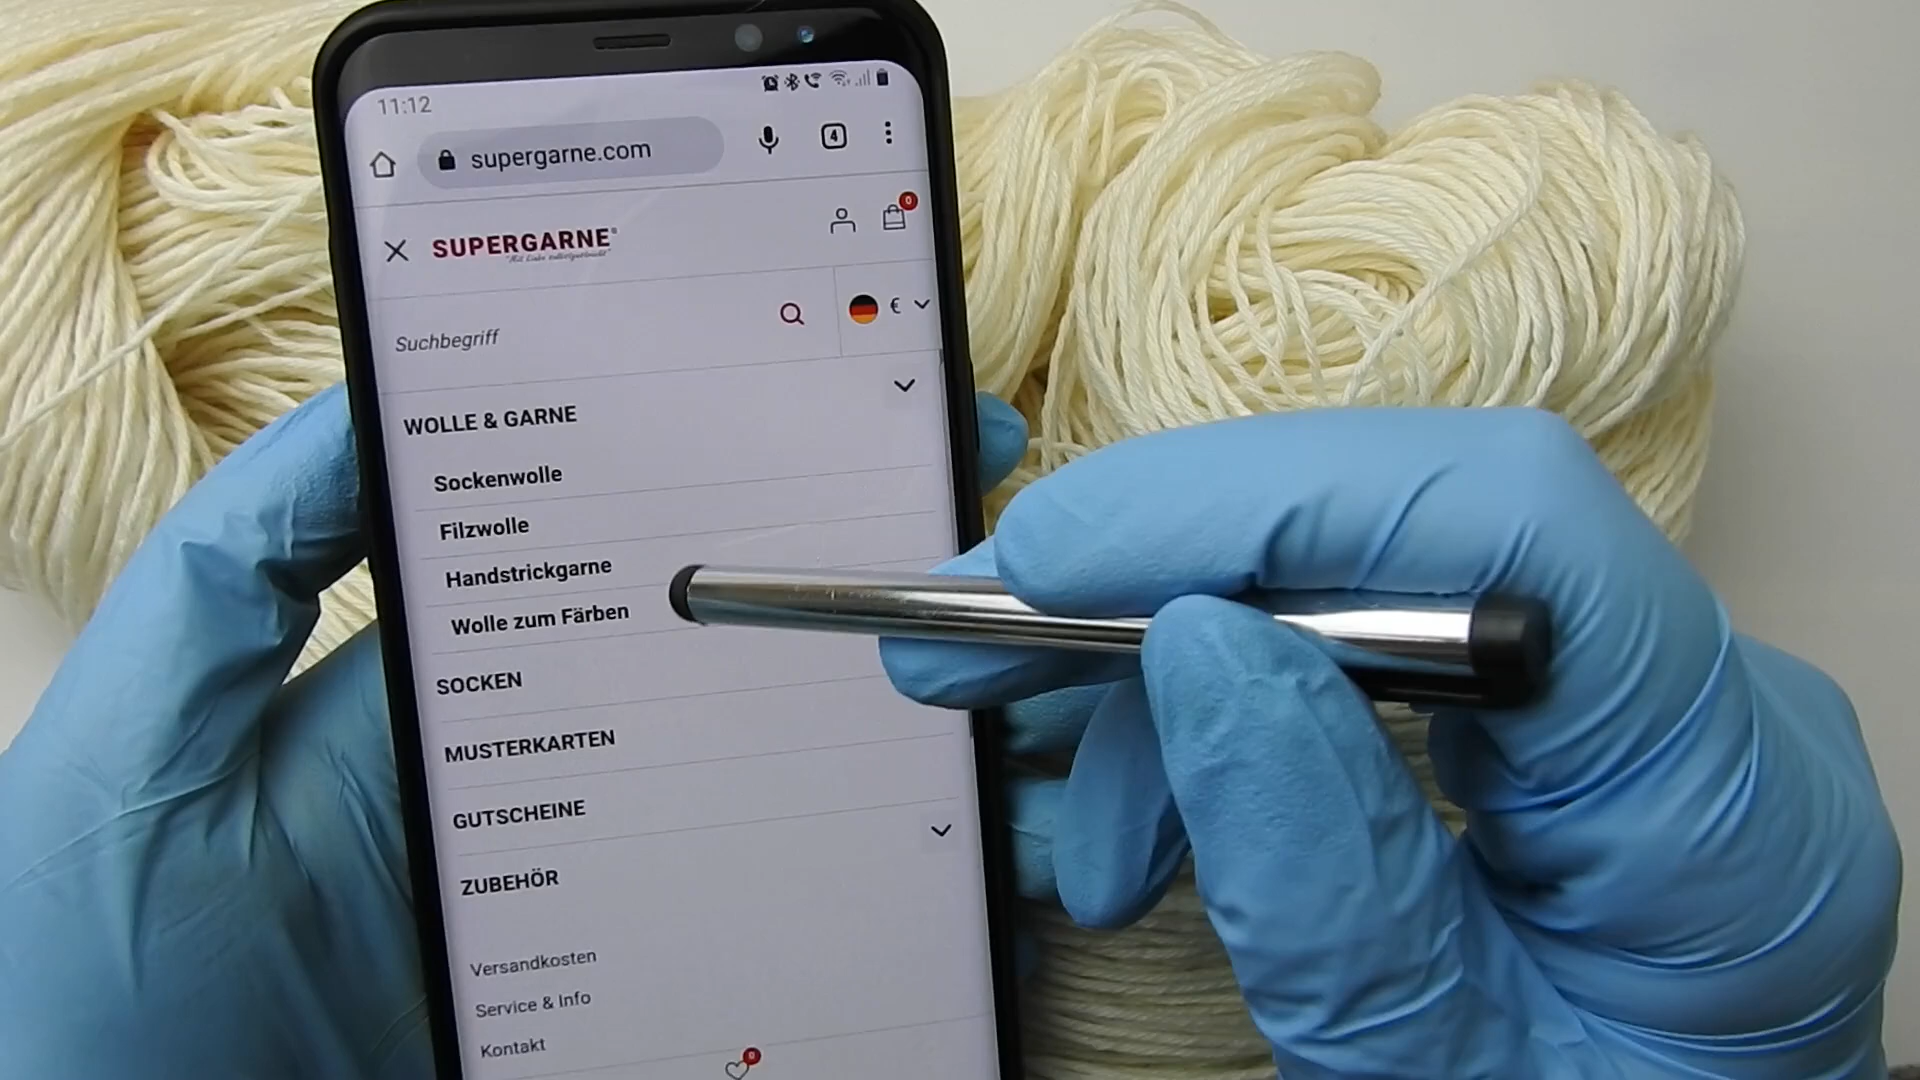 11:12
supergarne.com
4
0
SUPERGARNE®
Suchbegriff
€
WOLLE & GARNE
Sockenwolle
Filzwolle
Handstrickgarne
Wolle zum Färben
SOCKEN
MUSTERKARTEN
GUTSCHEINE
ZUBEHÖR
Versandkosten
Service & Info
Kontakt
0